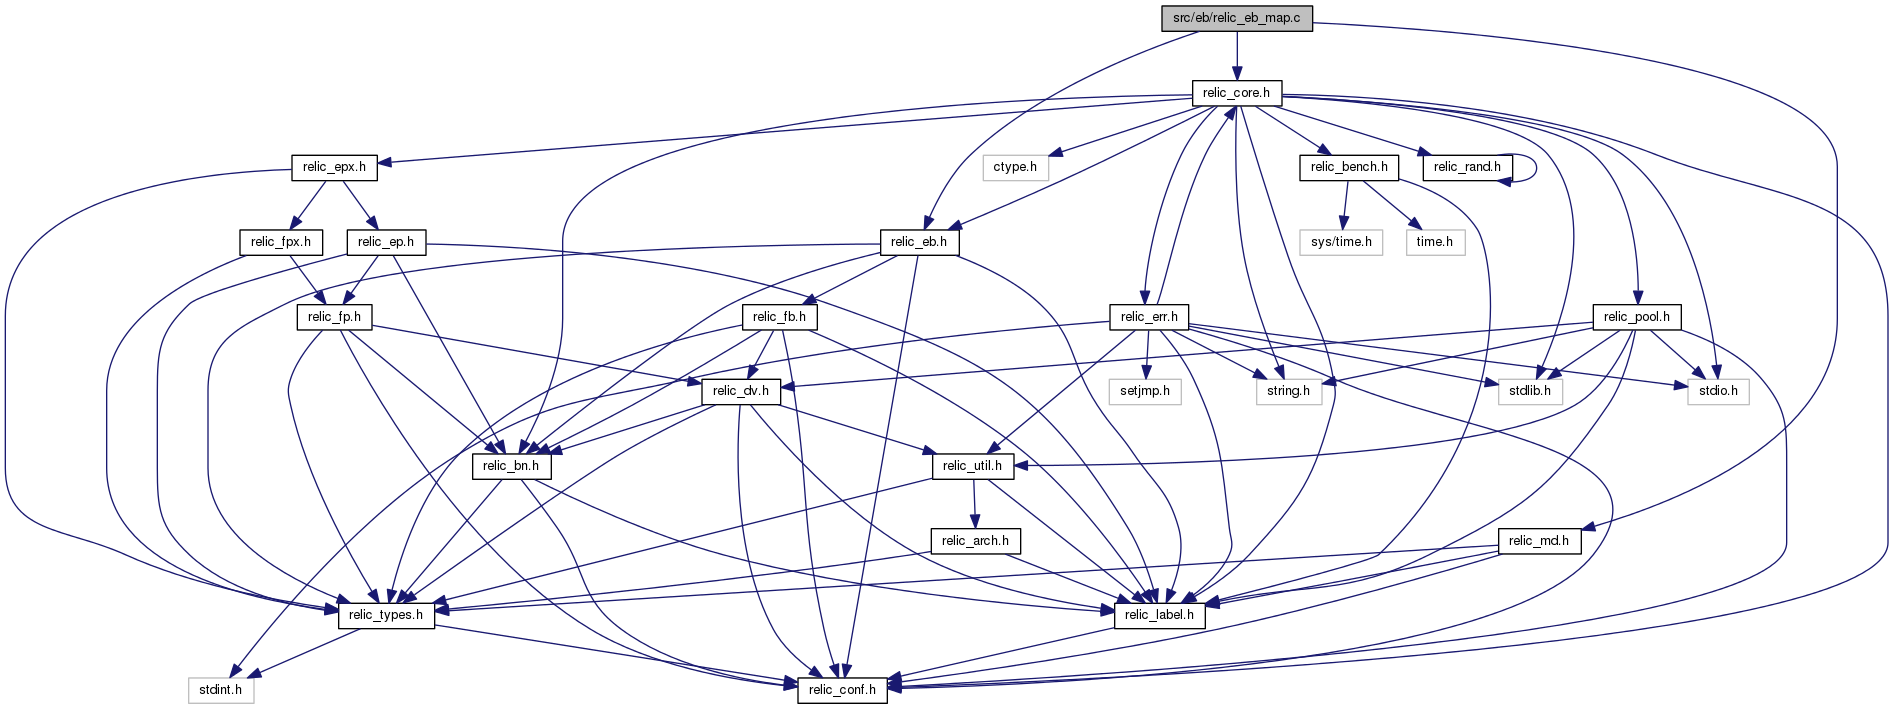 src/eb/relic_eb_map.c
relic_core.h
relic_epx.h
ctype.h
relic_bench.h
relic_rand.h
relic_fpx.h
relic_ep.h
relic_eb.h
sys/time.h
time.h
relic_fp.h
relic_fb.h
relic_err.h
relic_pool.h
relic_dv.h
setjmp.h
string.h
stdlib.h
stdio.h
relic_bn.h
relic_util.h
relic_arch.h
relic_md.h
relic_types.h
relic_label.h
stdint.h
relic_conf.h